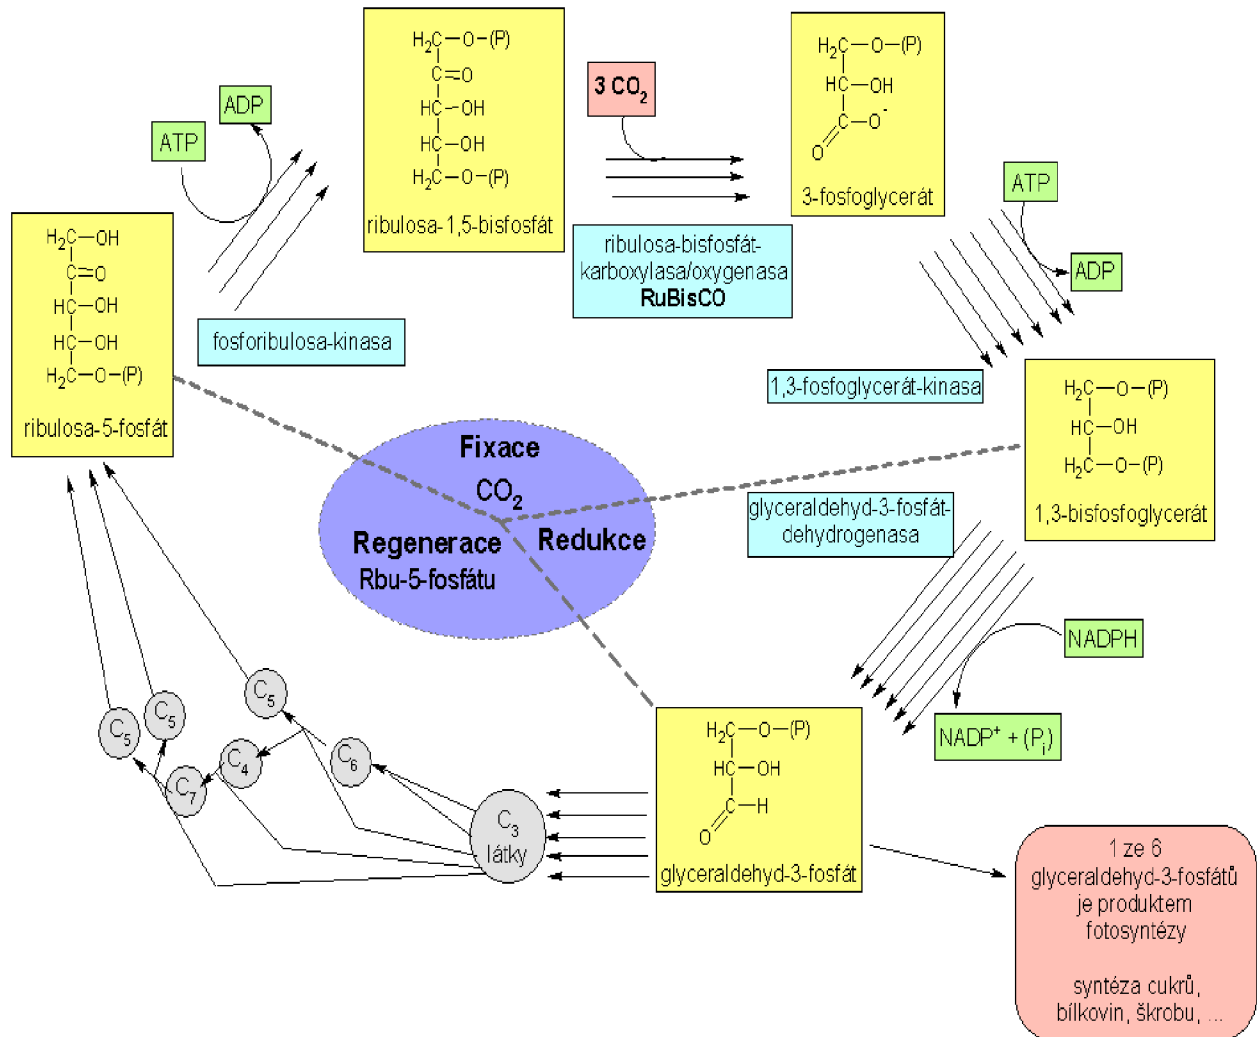 H₂C–O–(P)
C=O
HC–OH
HC–OH
H₂C–O–(P)
ribulosa-1,5-bisfosfát
3 CO₂
H₂C–O–(P)
HC–OH
C–O⁻
O
3-fosfoglycerát
ADP
ATP
ATP
ADP
ribulosa-bisfosfát-
karboxylasa/oxygenasa
RuBisCO
H₂C–OH
C=O
HC–OH
HC–OH
H₂C–O–(P)
ribulosa-5-fosfát
fosforibulosa-kinasa
1,3-fosfoglycerát-kinasa
H₂C–O–(P)
HC–OH
H₂C–O–(P)
1,3-bisfosfoglycerát
Fixace
CO₂
Regenerace
Rbu-5-fosfátu
Redukce
glyceraldehyd-3-fosfát-
dehydrogenasa
NADPH
NADP⁺ + (Pᵢ)
C₅
C₅
C₅
C₄
C₆
C₇
C₃
látky
H₂C–O–(P)
HC–OH
C–H
O
glyceraldehyd-3-fosfát
1 ze 6
glyceraldehyd-3-fosfátů
je produktem
fotosyntézy
syntéza cukrů,
bílkovin, škrobu, ...